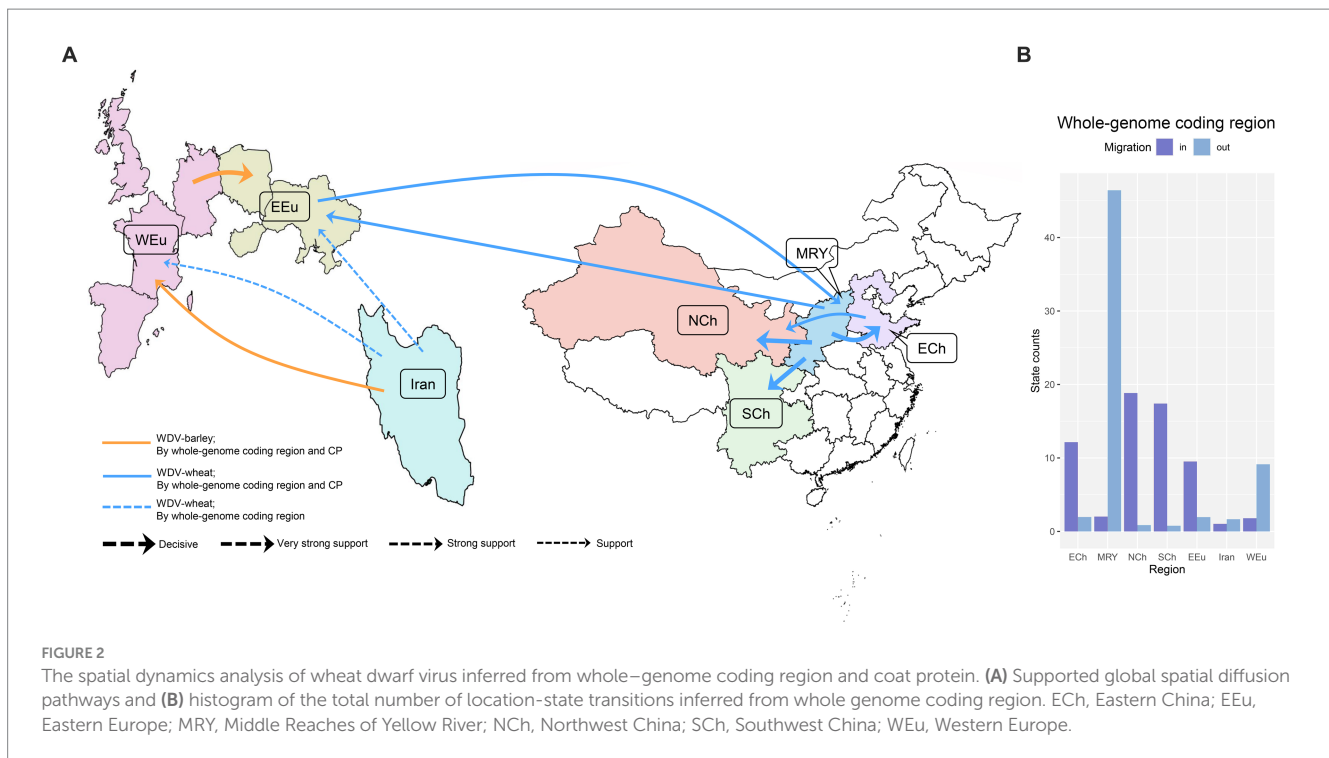 A
B
Whole-genome coding region
Migration in out
EEu
WEu
MRY
NCh
ECh
Iran
SCh
WDV-barley;
By whole-genome coding region and CP
WDV-wheat;
By whole-genome coding region and CP
WDV-wheat;
By whole-genome coding region
Decisive Very strong support Strong support Support
State counts
40
30
20
10
0
ECh MRY NCh SCh EEu Iran WEu
Region
FIGURE 2
The spatial dynamics analysis of wheat dwarf virus inferred from whole–genome coding region and coat protein. (A) Supported global spatial diffusion
pathways and (B) histogram of the total number of location-state transitions inferred from whole genome coding region. ECh, Eastern China; EEu,
Eastern Europe; MRY, Middle Reaches of Yellow River; NCh, Northwest China; SCh, Southwest China; WEu, Western Europe.